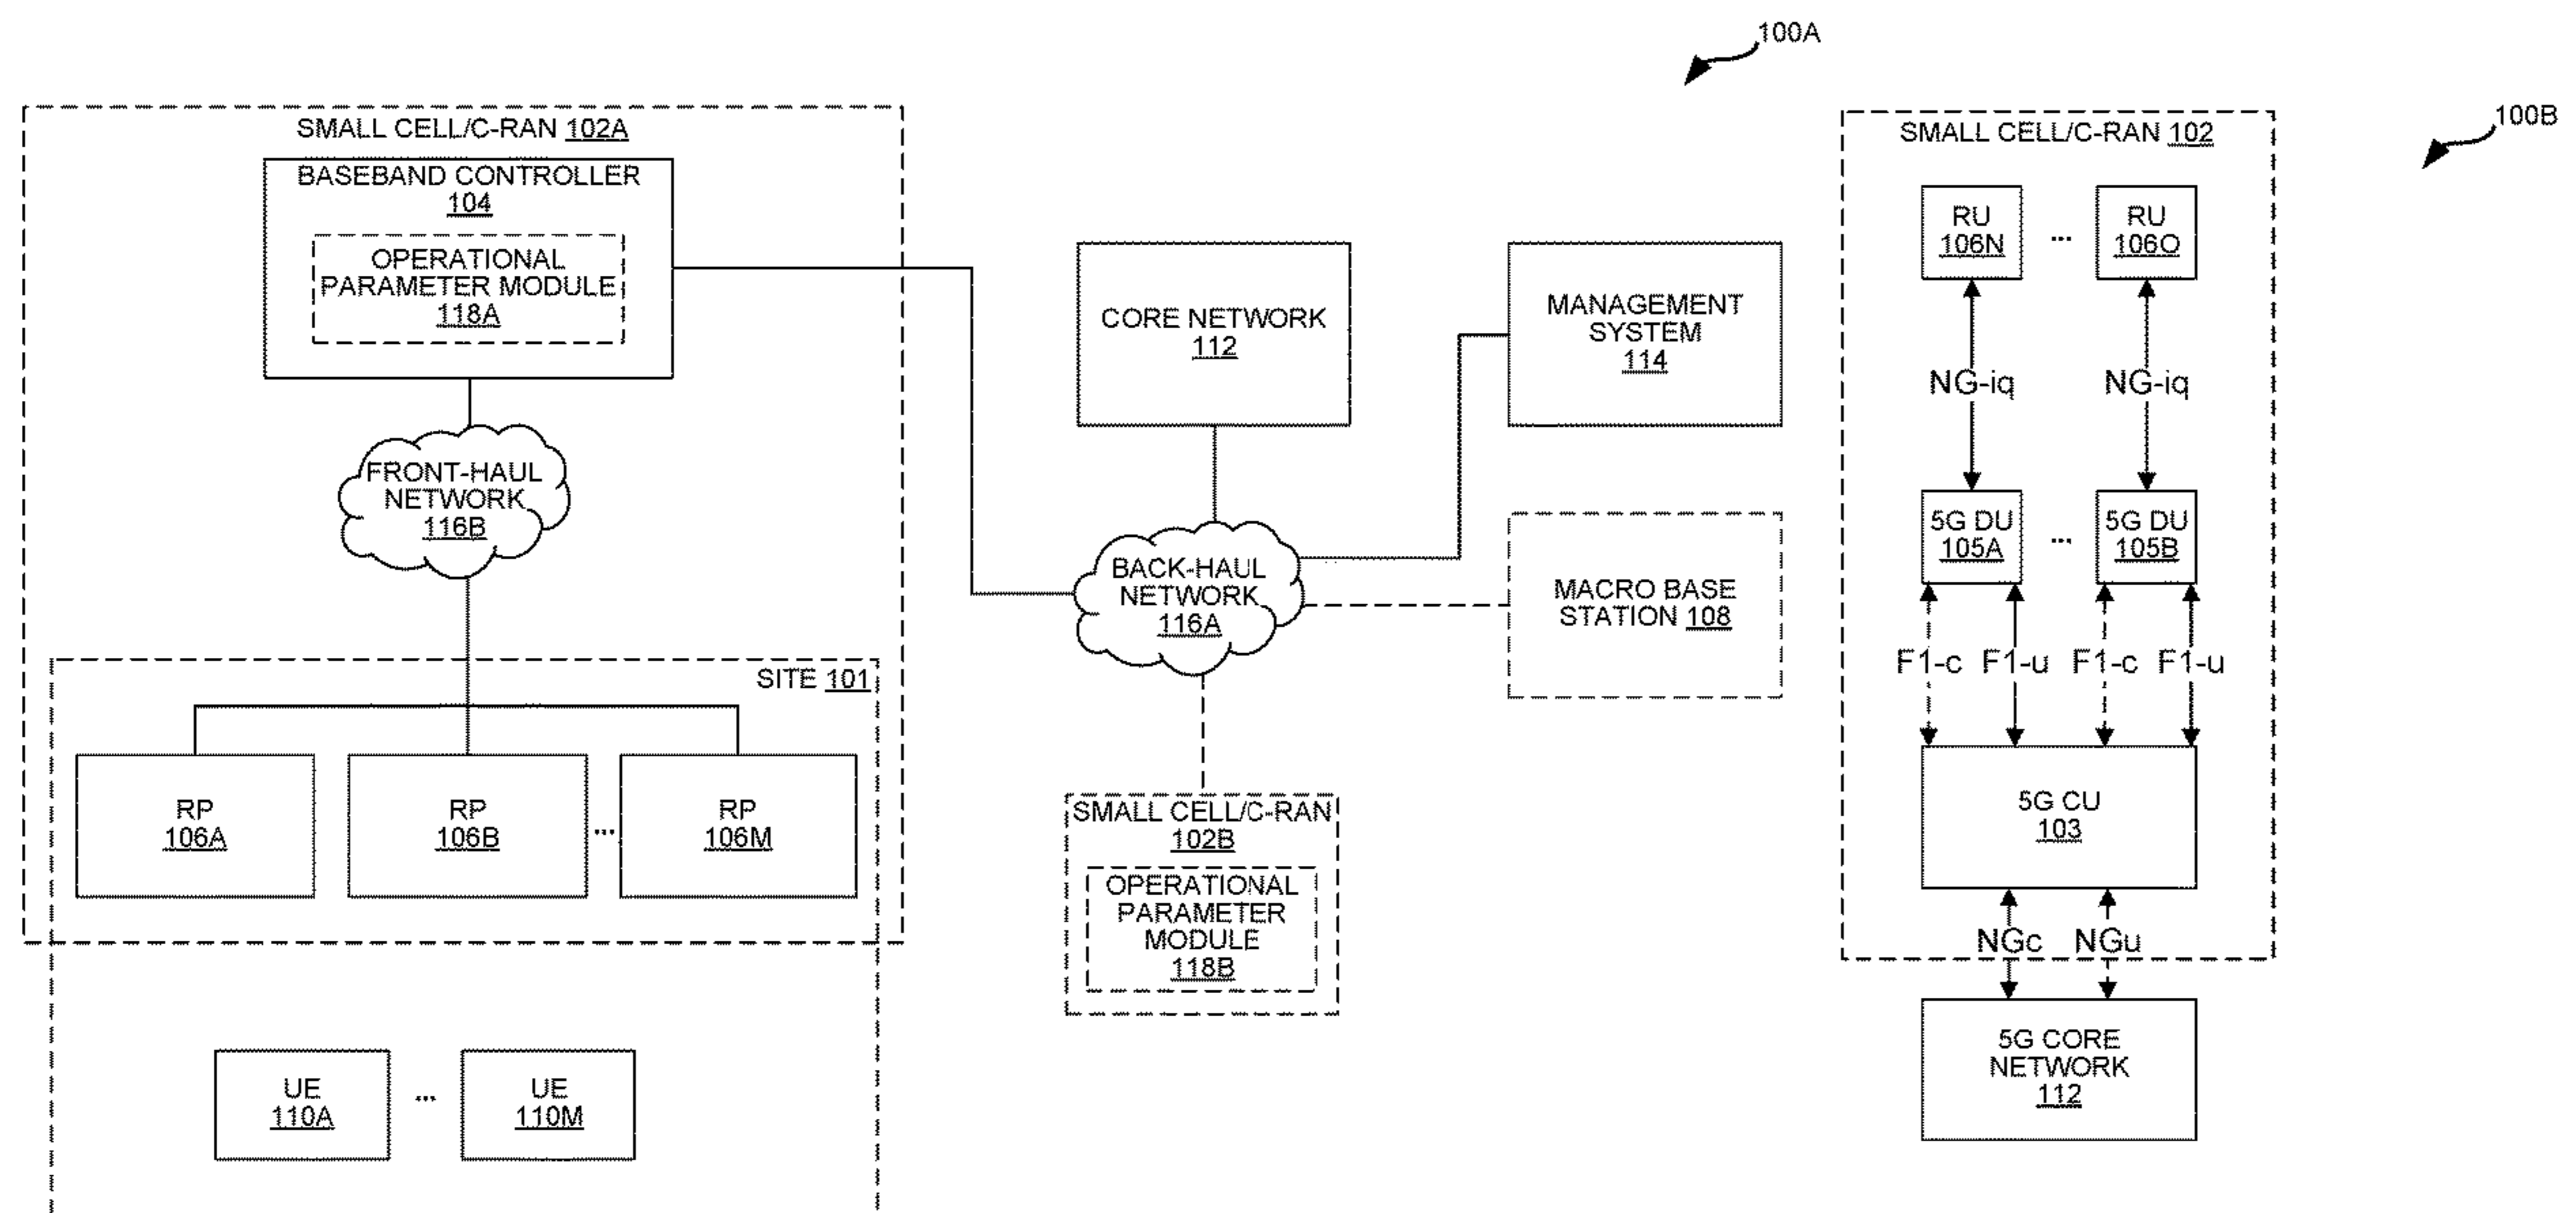 100A
100B
SMALL CELL/C-RAN 102A
BASEBAND CONTROLLER
104
OPERATIONAL
PARAMETER MODULE
118A
FRONT-HAUL
NETWORK
116B
SITE 101
RP
106A
RP
106B
...
RP
106M
UE
110A
...
UE
110M
CORE NETWORK
112
MANAGEMENT
SYSTEM
114
BACK-HAUL
NETWORK
116A
MACRO BASE
STATION 108
SMALL CELL/C-RAN
102B
OPERATIONAL
PARAMETER
MODULE
118B
SMALL CELL/C-RAN 102
RU
106N
...
RU
106O
NG-iq
NG-iq
5G DU
105A
...
5G DU
105B
F1-c F1-u F1-c F1-u
5G CU
103
NGc NGu
5G CORE
NETWORK
112